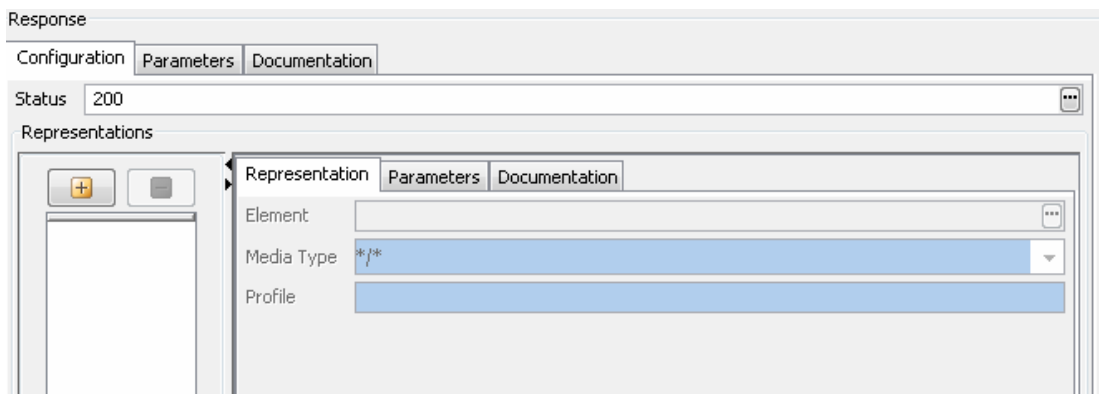 Response
Configuration Parameters Documentation
Status 200
Representations
Representation Parameters Documentation
Element
Media Type */*
Profile